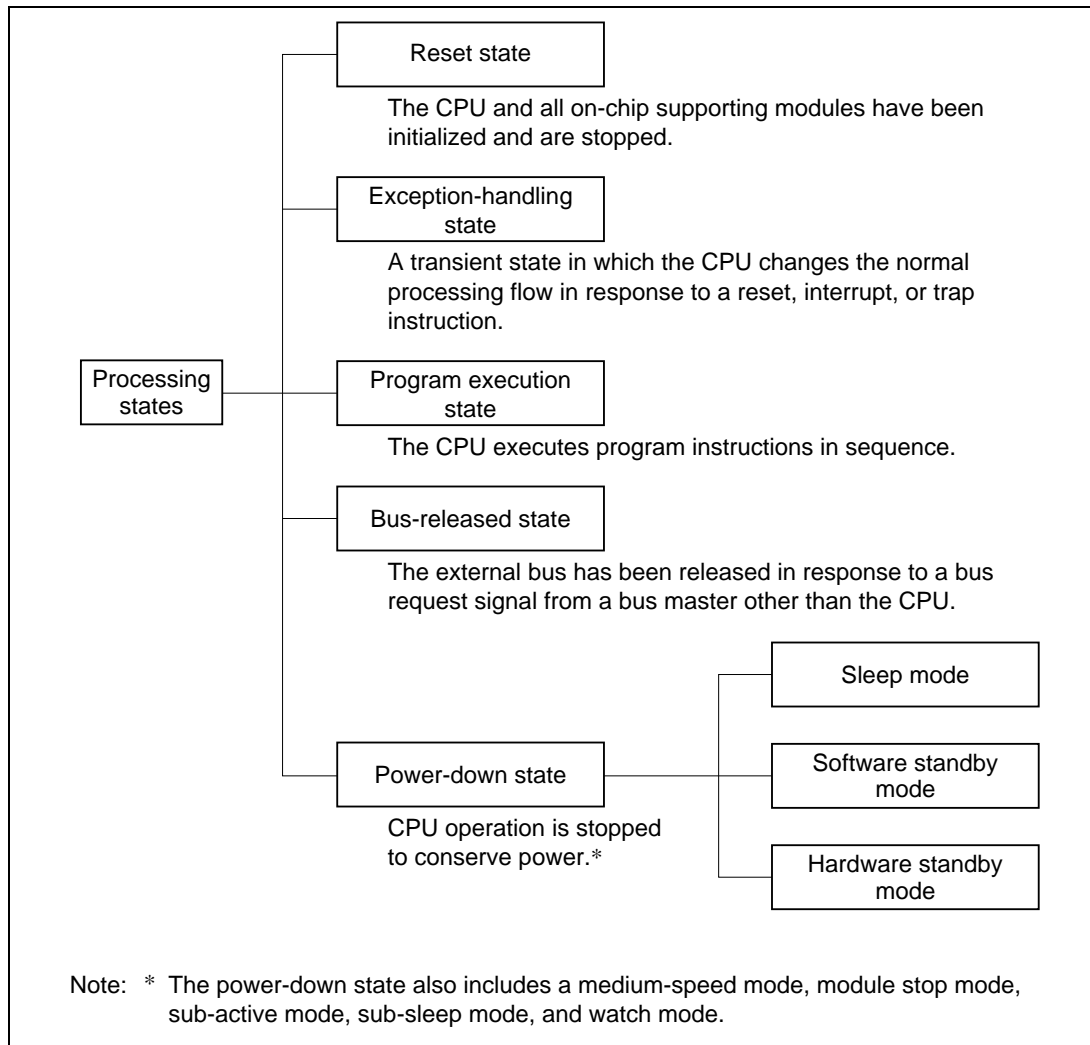 Reset state
The CPU and all on-chip supporting modules have been
initialized and are stopped.
Exception-handling
state
A transient state in which the CPU changes the normal
processing flow in response to a reset, interrupt, or trap
instruction.
Processing
states
Program execution
state
The CPU executes program instructions in sequence.
Bus-released state
The external bus has been released in response to a bus
request signal from a bus master other than the CPU.
Power-down state
CPU operation is stopped
to conserve power.*
Sleep mode
Software standby
mode
Hardware standby
mode
Note: * The power-down state also includes a medium-speed mode, module stop mode,
sub-active mode, sub-sleep mode, and watch mode.